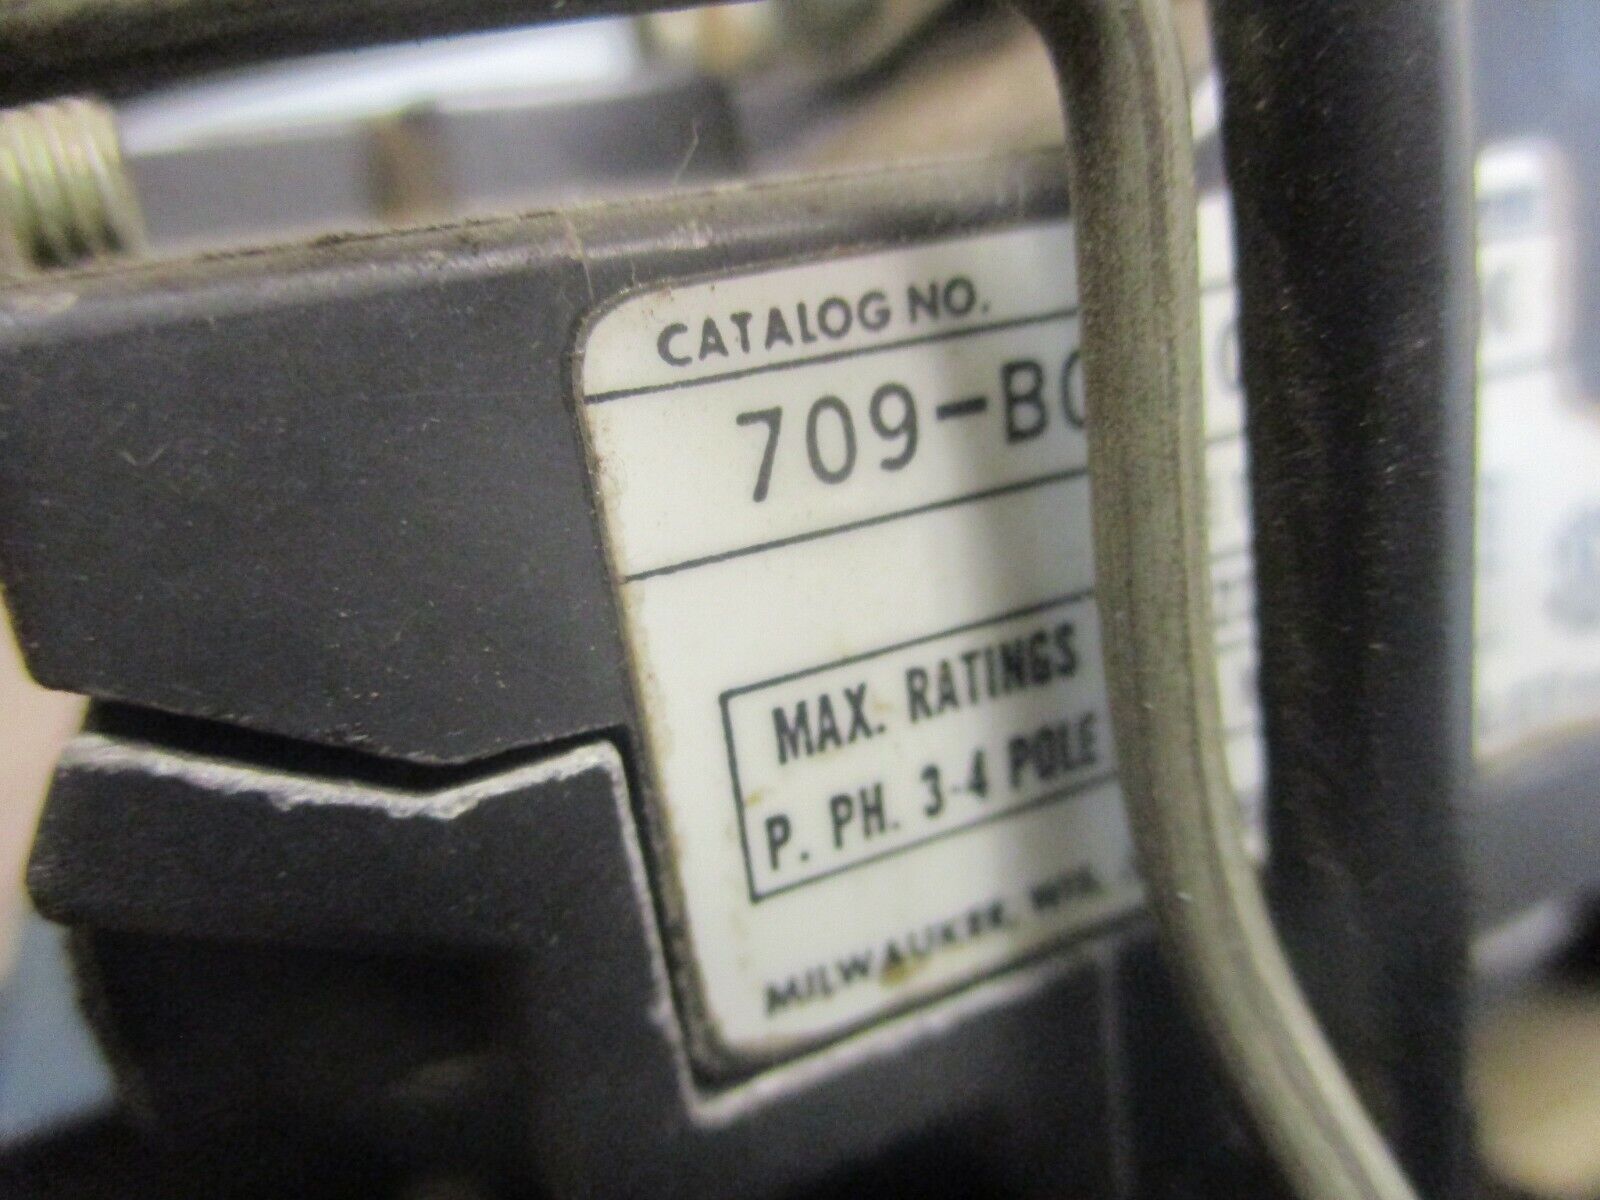 CATALOG NO.
709-BO
MAX. RATINGS
P. PH. 3-4 POLE
MILWAUKEE, WIS.